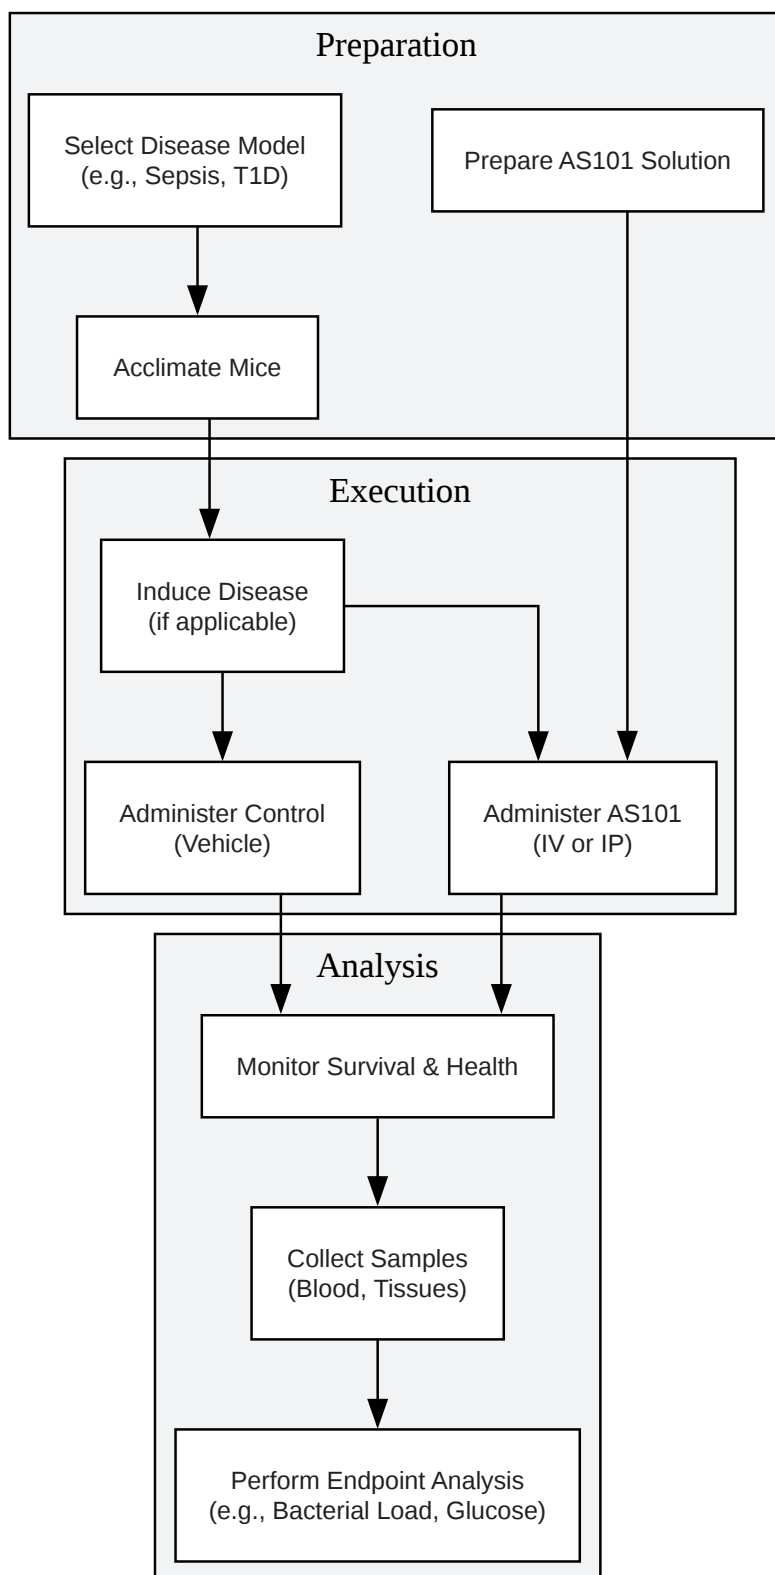 Preparation
Select Disease Model
(e.g., Sepsis, T1D)
Prepare AS101 Solution
Acclimate Mice
Execution
Induce Disease
(if applicable)
Administer Control
(Vehicle)
Administer AS101
(IV or IP)
Analysis
Monitor Survival & Health
Collect Samples
(Blood, Tissues)
Perform Endpoint Analysis
(e.g., Bacterial Load, Glucose)